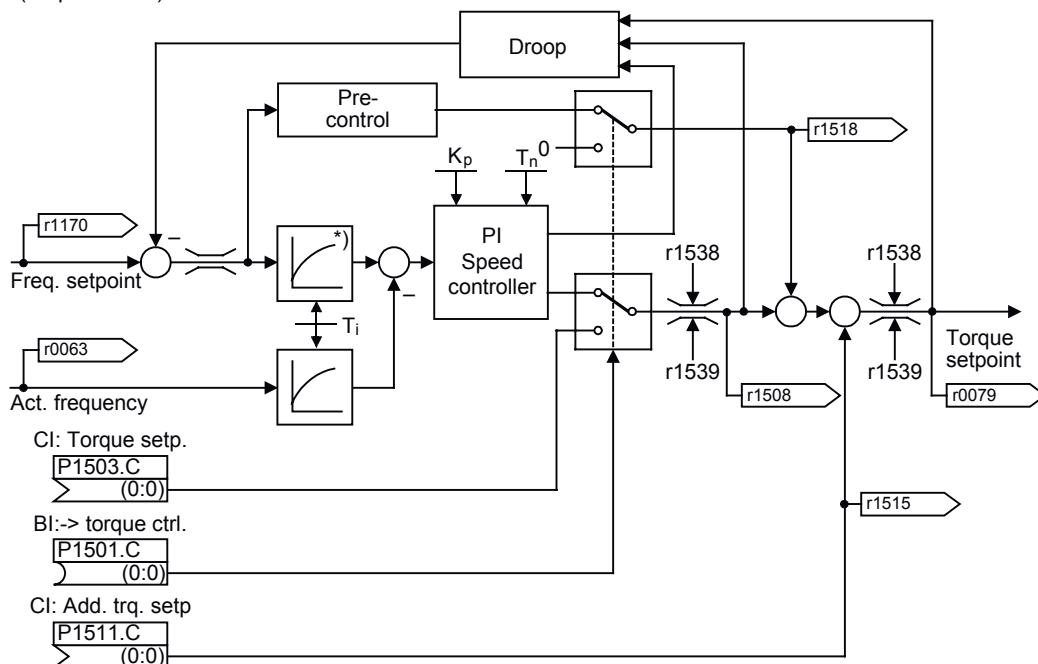 Droop
Pre-
control
r1518
0
Kp
Tn
r1170
*)
PI
Speed
controller
r1538
r1538
Freq. setpoint
Ti
r0063
r1539
r1539
Torque
setpoint
Act. frequency
r1508
r0079
CI: Torque setp.
P1503.C
(0:0)
r1515
BI:-> torque ctrl.
P1501.C
(0:0)
CI: Add. trq. setp
P1511.C
(0:0)